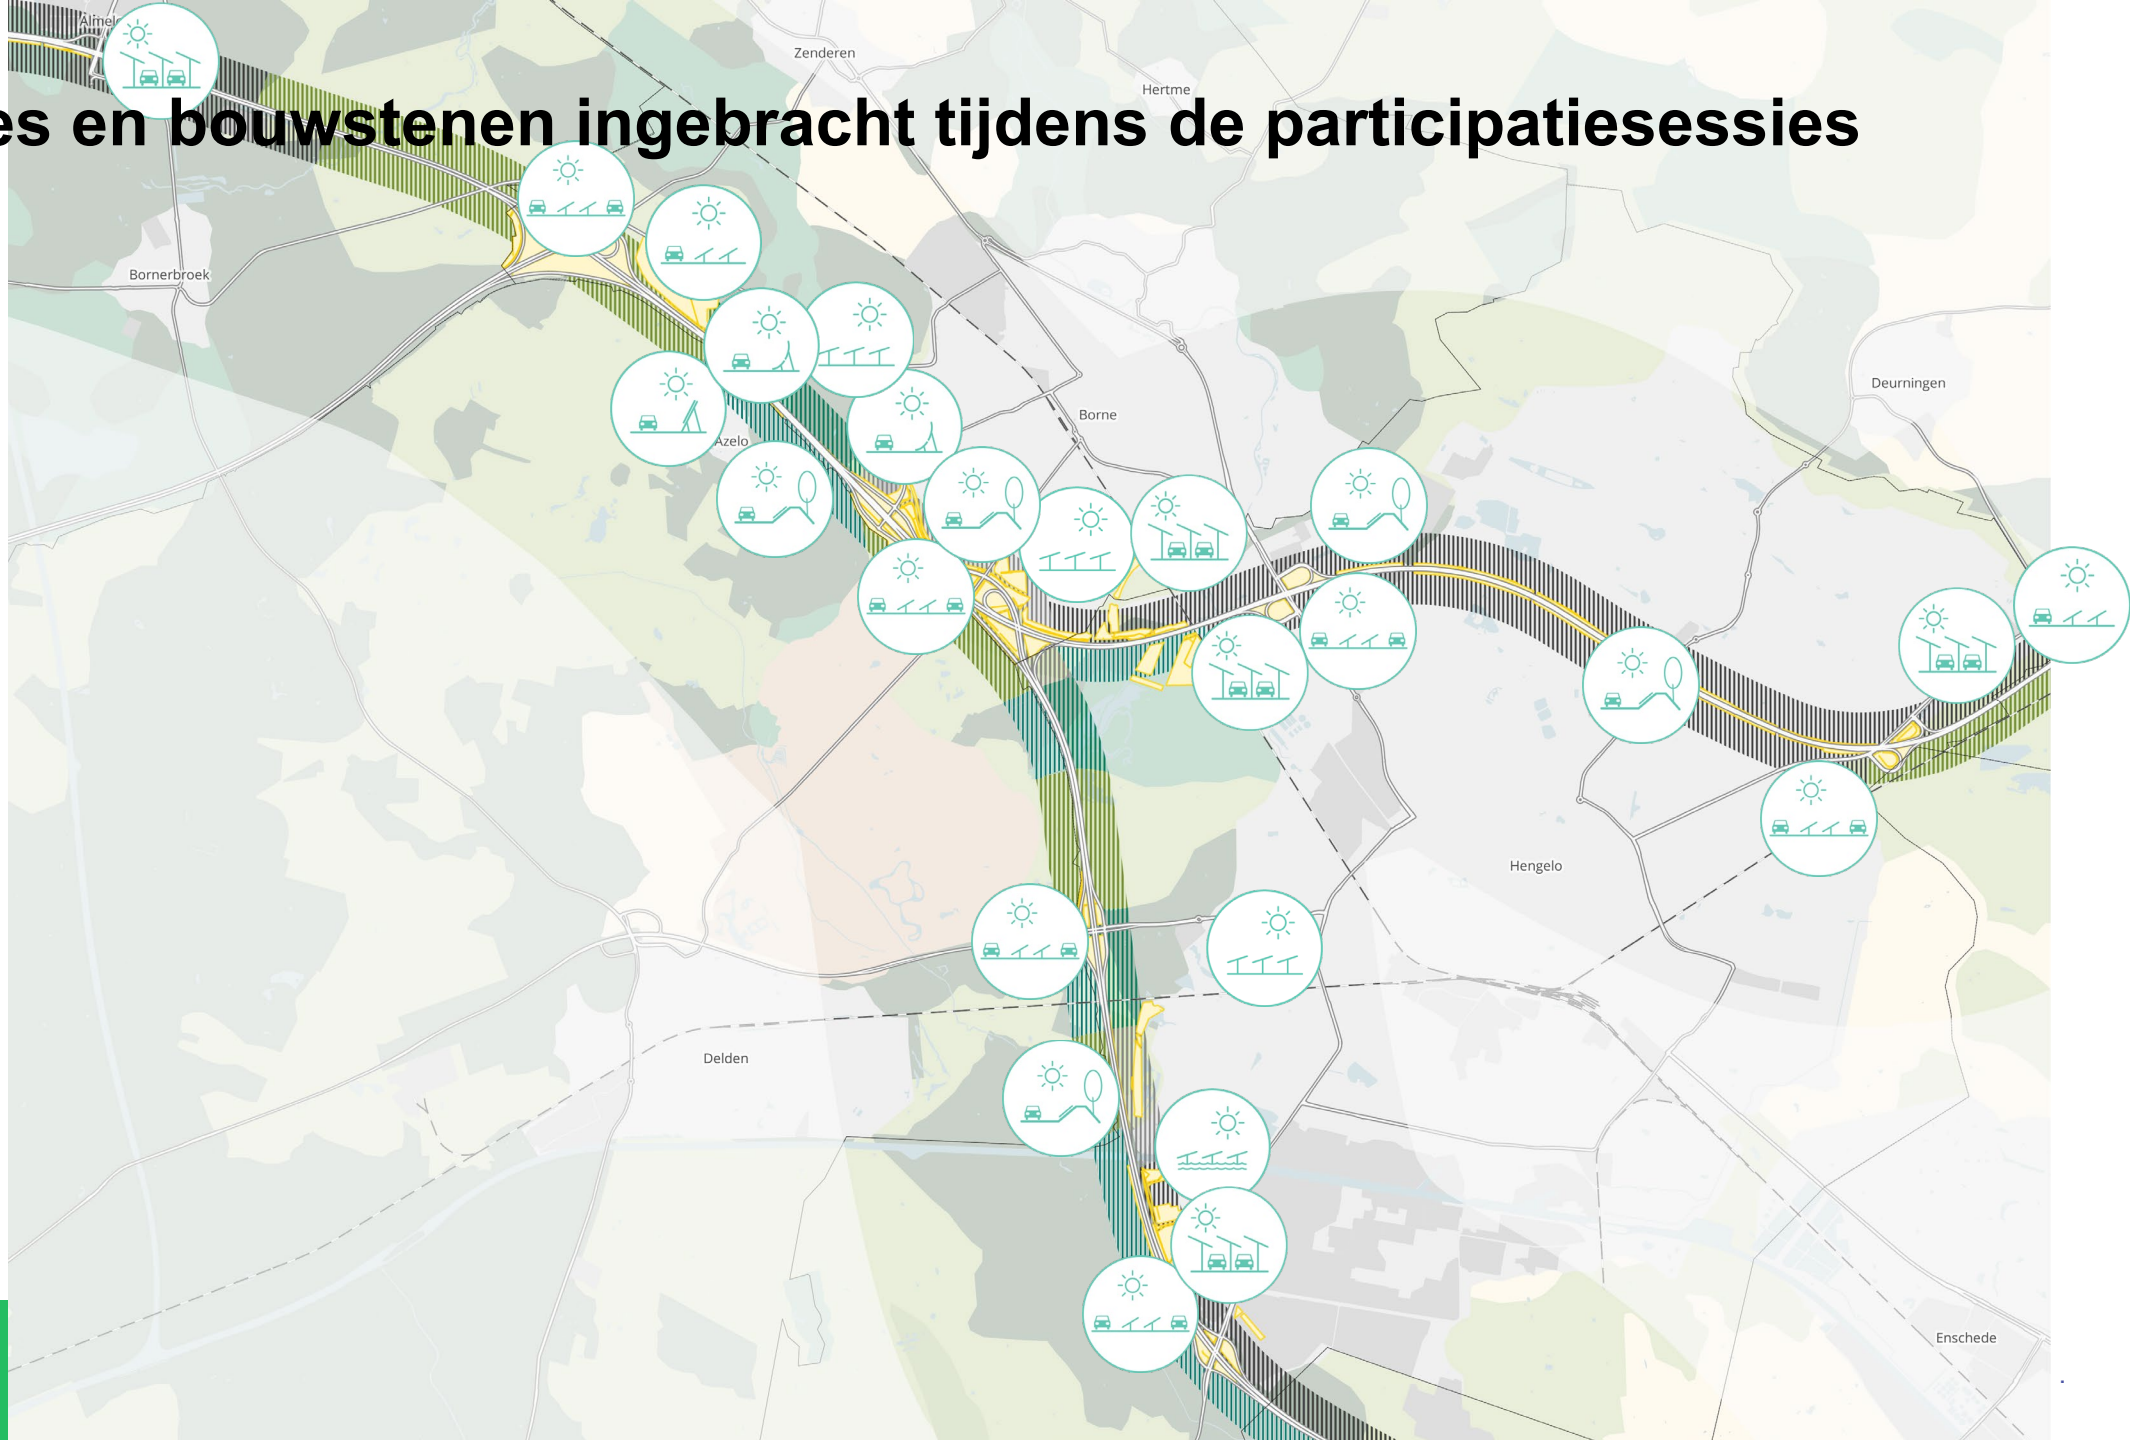 Zenderen
Hertme
es en bouwstenen ingebracht tijdens de participatiesessies
Bornerbroek
Deurningen
Borne
Azelo
Hengelo
Delden
Enschede